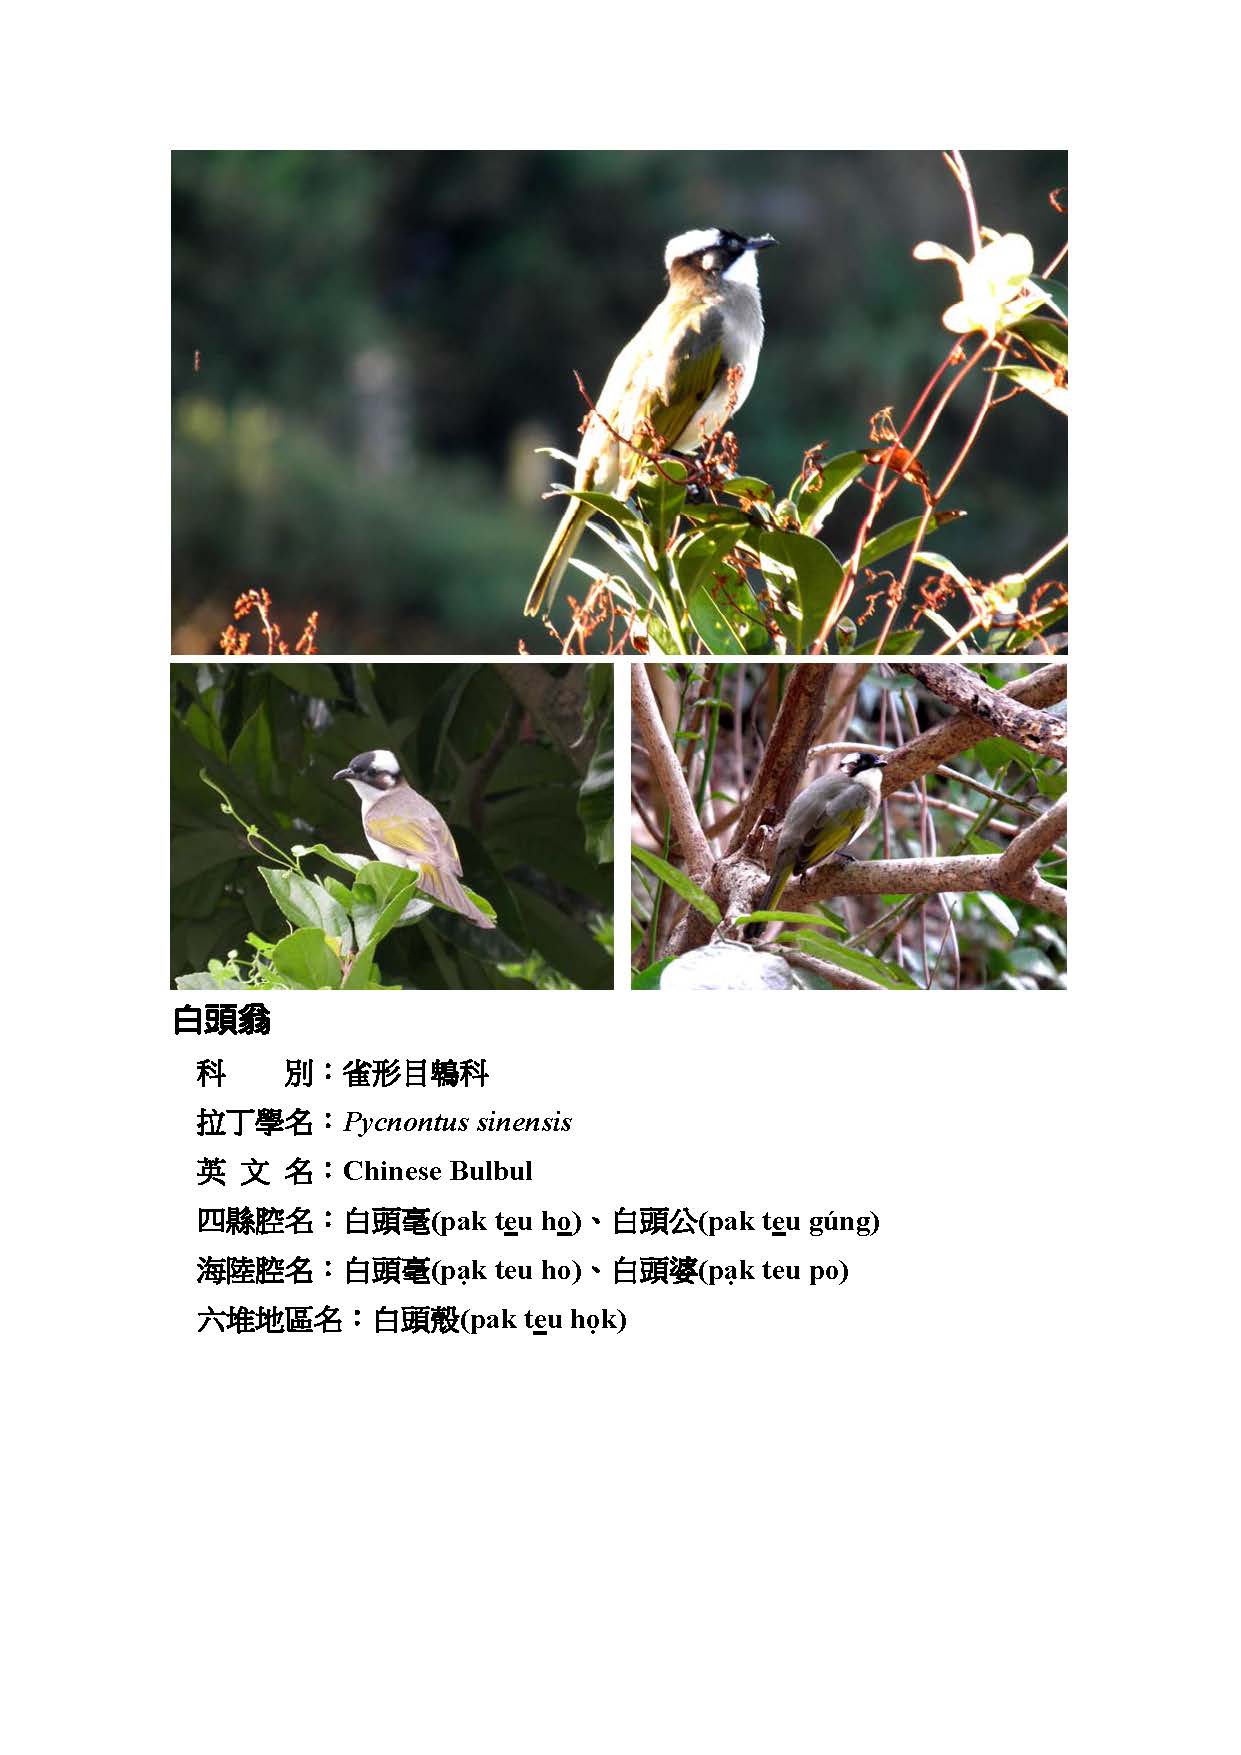 白頭翁
科　　別：雀形目鵯科
拉丁學名：Pycnontus sinensis
英 文 名：Chinese Bulbul
四縣腔名：白頭毫(pak te̲u ho̲)、白頭公(pak te̲u gúng)
海陸腔名：白頭毫(pạk teu ho)、白頭婆(pạk teu po)
六堆地區名：白頭殼(pak te̲u họk)